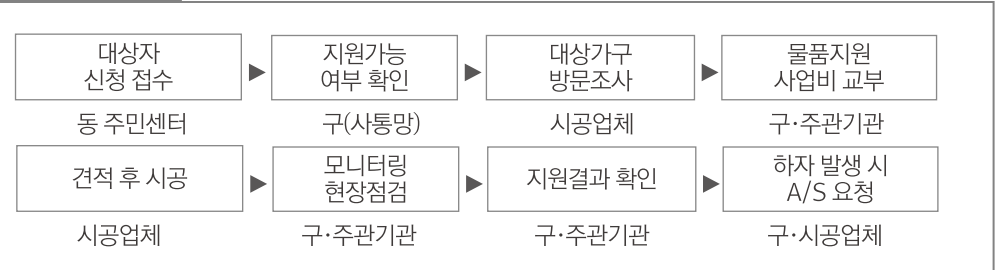 대상자
신청 접수
지원가능
여부 확인
대상가구
방문조사
물품지원
사업비 교부
동 주민센터
구(사통망)
시공업체
구·주관기관
견적 후 시공
모니터링
현장점검
지원결과 확인
하자 발생 시
A/S 요청
시공업체
구·주관기관
구·주관기관
구·시공업체